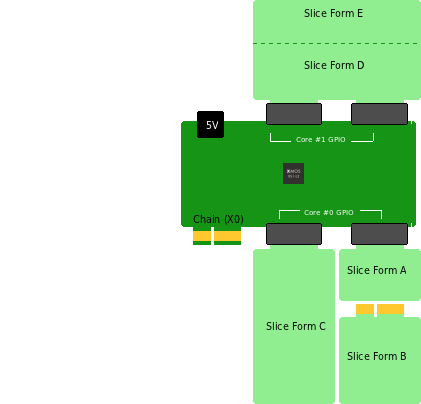 Slice Form E
Slice Form D
5V
Core #1 GPIO
XMOS
Core #0 GPIO
Chain (X0)
Slice Form A
Slice Form C
Slice Form B